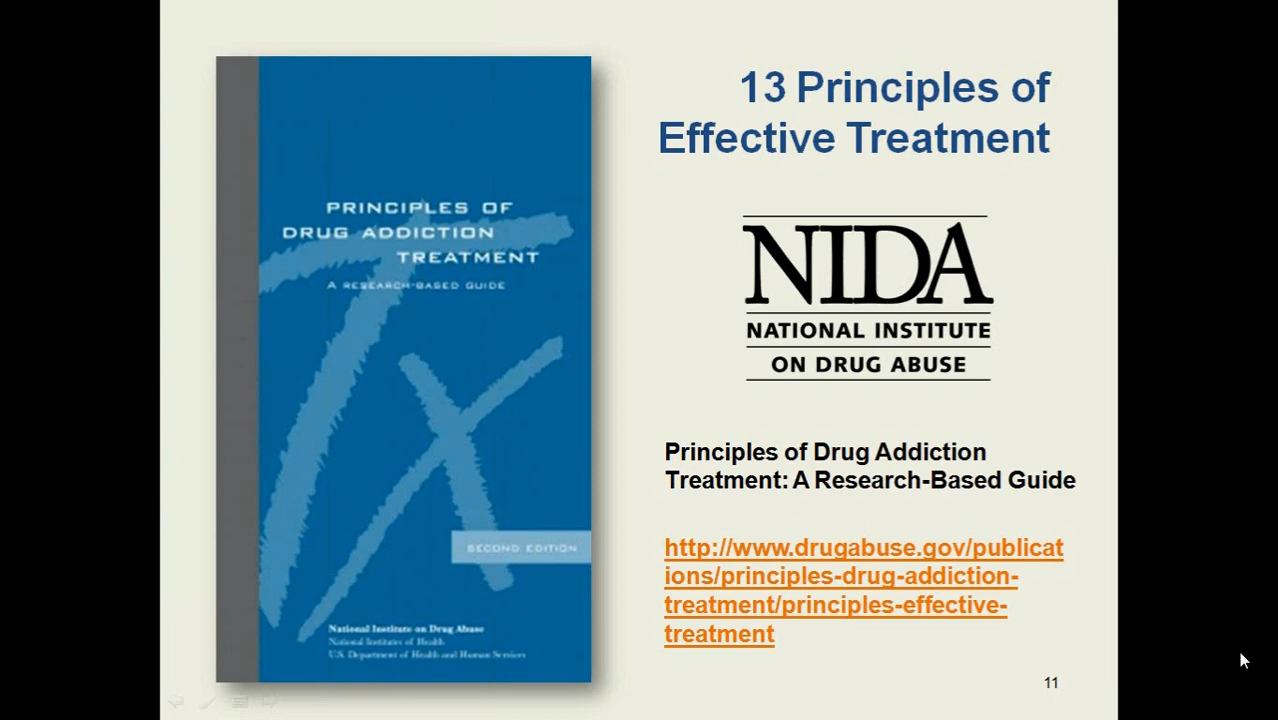 PRINCIPLES OF
DRUG ADDICTION
TREATMENT
A RESEARCH-BASED GUIDE
SECOND EDITION
National Institute on Drug Abuse
National Institutes of Health
U.S. Department of Health and Human Services
13 Principles of
Effective Treatment
NIDA
NATIONAL INSTITUTE
ON DRUG ABUSE
Principles of Drug Addiction
Treatment: A Research-Based Guide
http://www.drugabuse.gov/publicat
ions/principles-drug-addiction-
treatment/principles-effective-
treatment
11